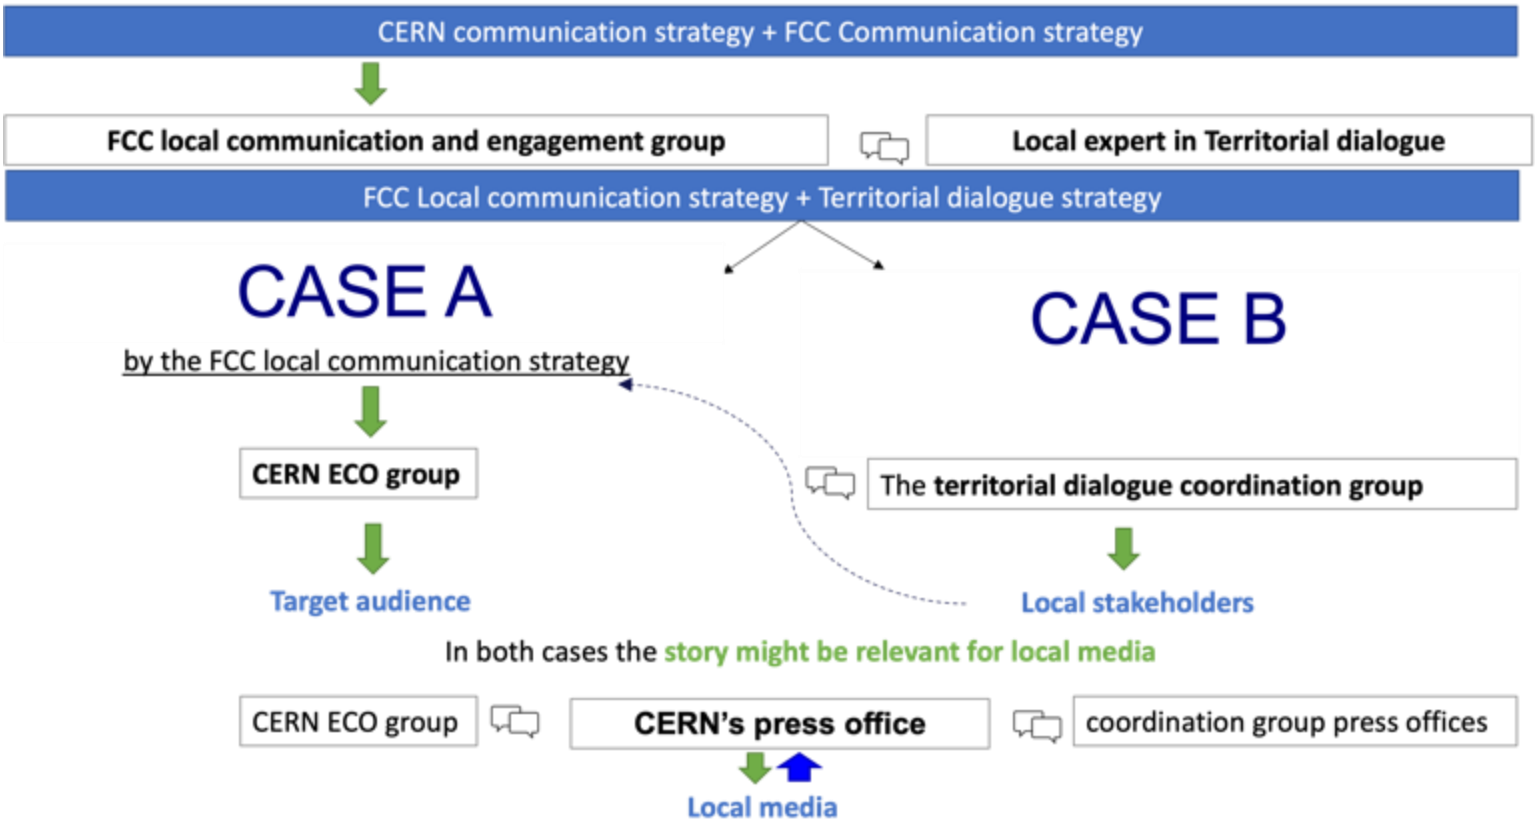 CERN communication strategy + FCC Communication strategy
FCC local communication and engagement group
Local expert in Territorial dialogue
FCC Local communication strategy + Territorial dialogue strategy
CASE A
CASE B
by the FCC local communication strategy
CERN ECO group
The territorial dialogue coordination group
Target audience
Local stakeholders
In both cases the story might be relevant for local media
CERN ECO group
CERN’s press office
coordination group press offices
Local media